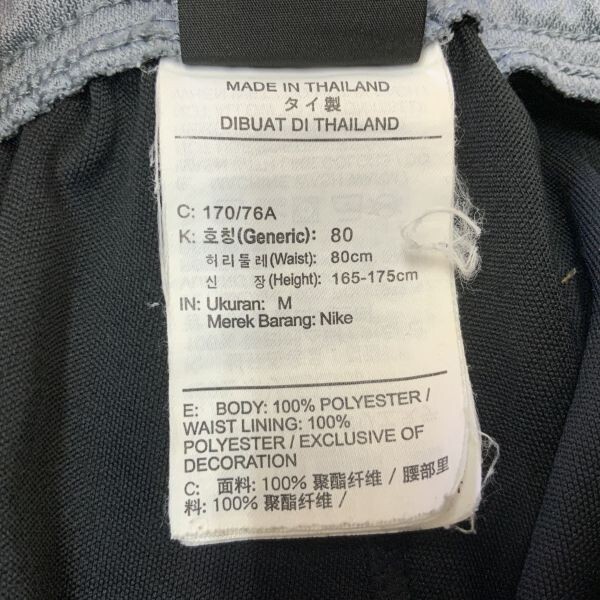 MADE IN THAILAND
タイ製
DIBUAT DI THAILAND
C: 170/76A
K: 호칭(Generic): 80
허리둘레(Waist): 80cm
신 장(Height): 165-175cm
IN: Ukuran: M
Merek Barang: Nike
E: BODY: 100% POLYESTER /
WAIST LINING: 100%
POLYESTER / EXCLUSIVE OF
DECORATION
C: 面料: 100% 聚酯纤维 / 腰部里
料: 100% 聚酯纤维 /